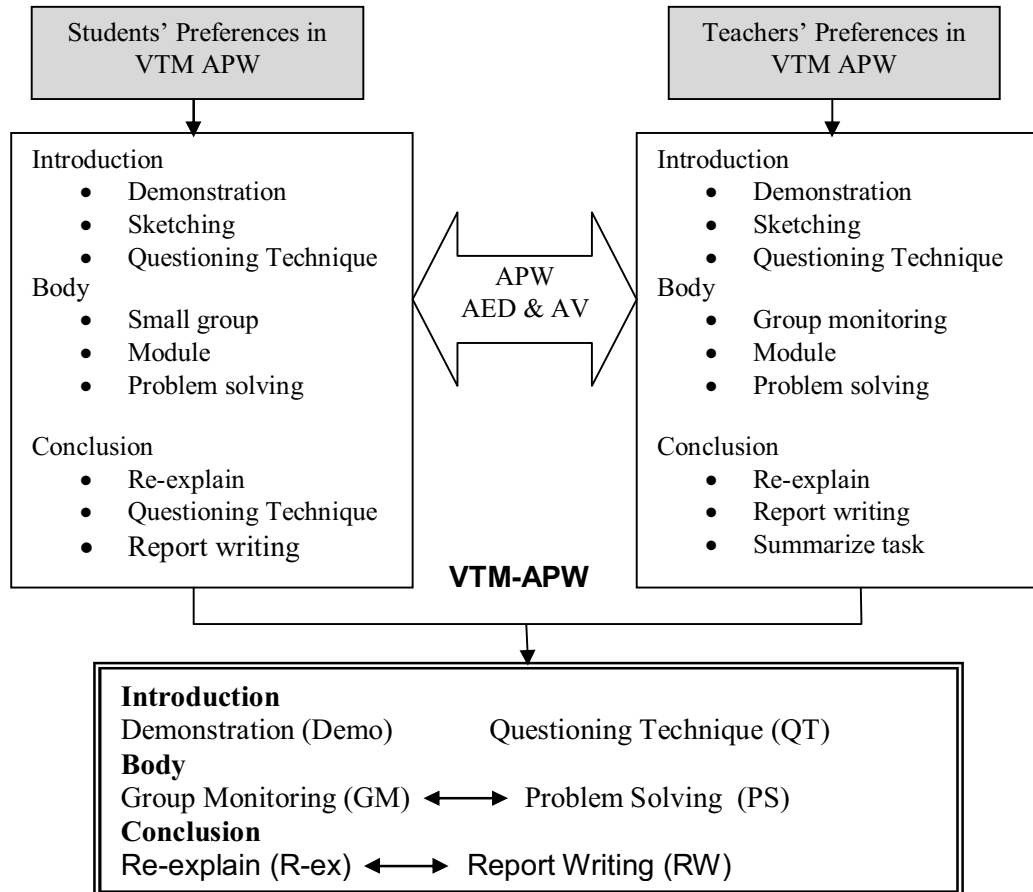 Students’ Preferences in
VTM APW
Teachers’ Preferences in
VTM APW
Introduction
• Demonstration
• Sketching
• Questioning Technique
Body
• Small group
• Module
• Problem solving
Conclusion
• Re-explain
• Questioning Technique
• Report writing
APW
AED & AV
Introduction
• Demonstration
• Sketching
• Questioning Technique
Body
• Group monitoring
• Module
• Problem solving
Conclusion
• Re-explain
• Report writing
• Summarize task
VTM-APW
Introduction
Demonstration (Demo) Questioning Technique (QT)
Body
Group Monitoring (GM) Problem Solving (PS)
Conclusion
Re-explain (R-ex) Report Writing (RW)